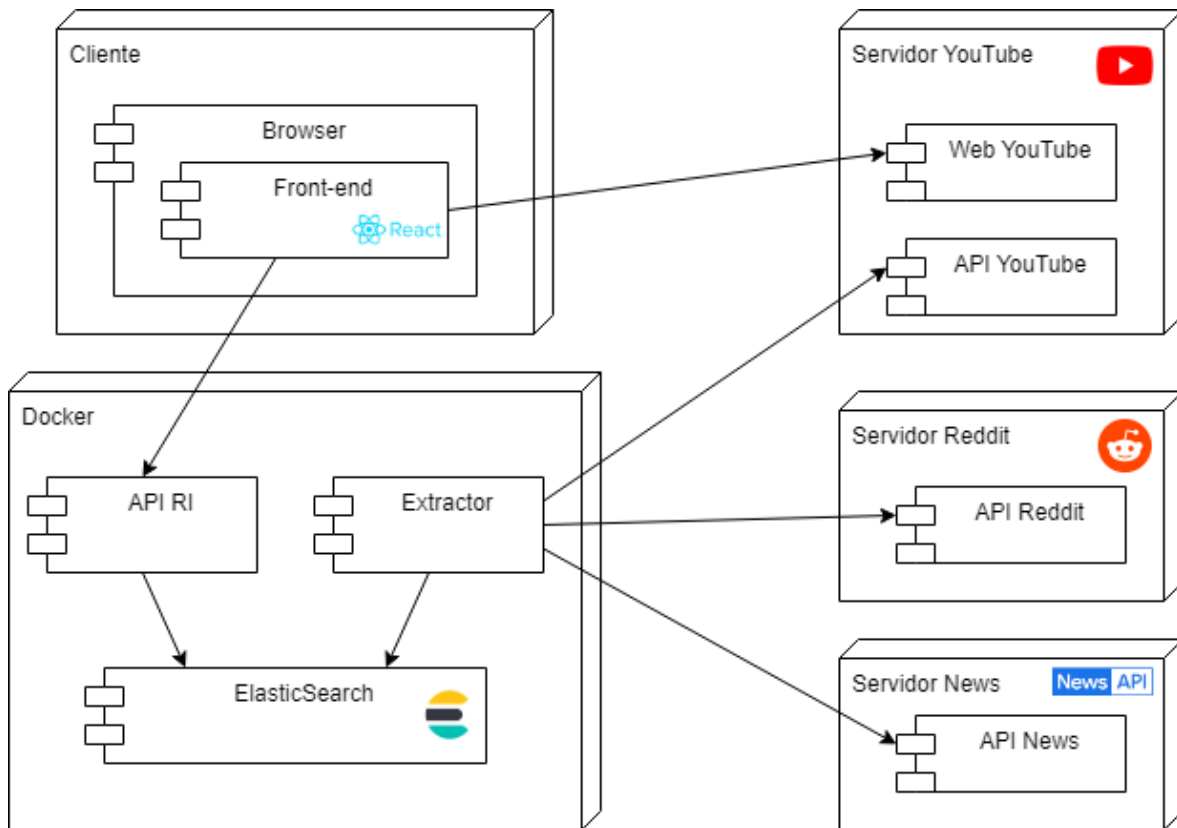 Cliente
Browser
Front-end
React
Servidor YouTube
Web YouTube
API YouTube
Docker
API RI
Extractor
ElasticSearch
Servidor Reddit
API Reddit
Servidor News
News API
API News